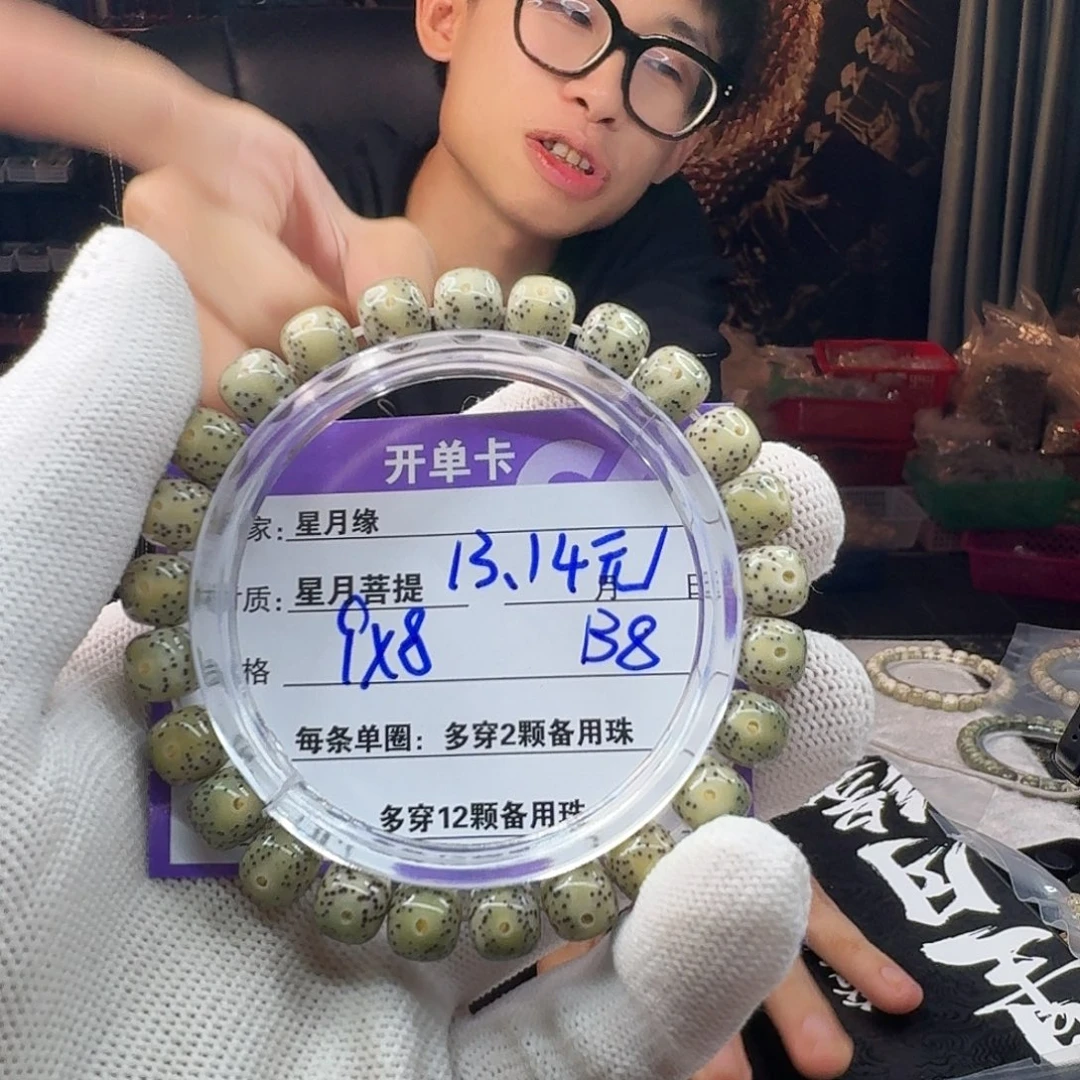 开单卡
家：星月缘
质：星月菩提 13.14元/
月 日
格 9x8 B8
每条单圈：多穿2颗备用珠
多穿12颗备用珠